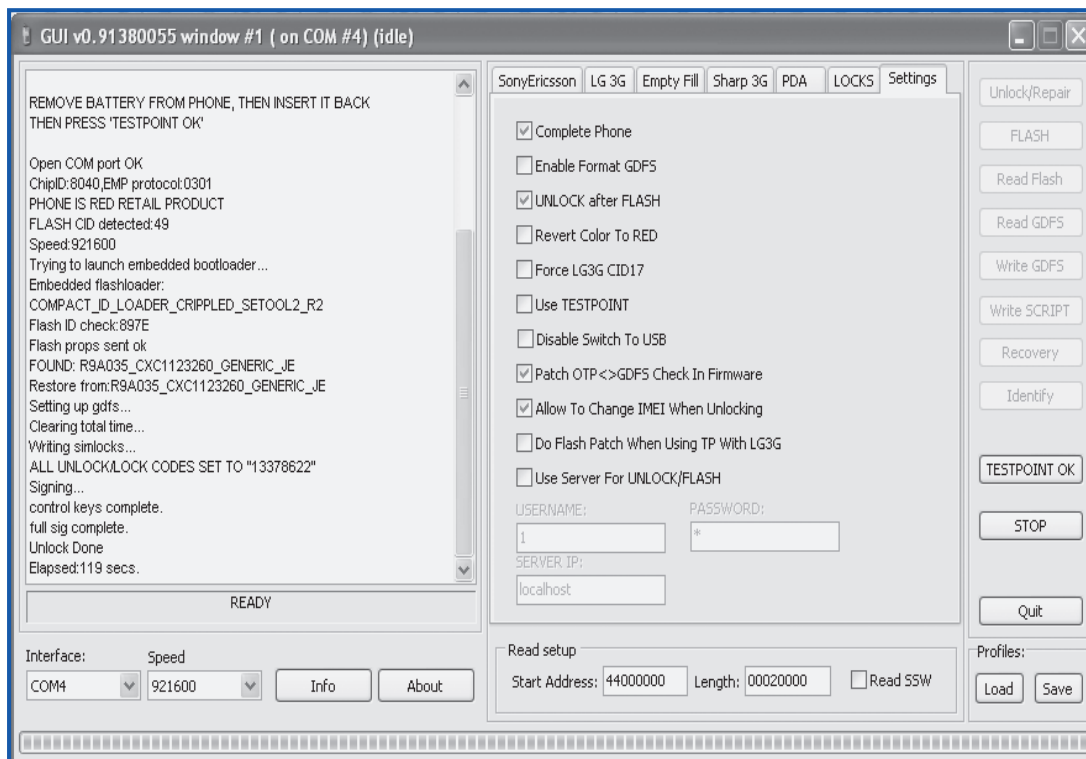 GUI v0.91380055 window #1 ( on COM #4) (idle)
REMOVE BATTERY FROM PHONE, THEN INSERT IT BACK
THEN PRESS 'TESTPOINT OK'
Open COM port OK
ChipID:8040,EMP protocol:0301
PHONE IS RED RETAIL PRODUCT
FLASH CID detected:49
Speed:921600
Trying to launch embedded bootloader...
Embedded flashloader:
COMPACT_ID_LOADER_CRIPPLED_SETOOL2_R2
Flash ID check:897E
Flash props sent ok
FOUND: R9A035_CXC1123260_GENERIC_JE
Restore from:R9A035_CXC1123260_GENERIC_JE
Setting up gdfs...
Clearing total time...
Writing simlocks...
ALL UNLOCK/LOCK CODES SET TO "13378622"
Signing...
control keys complete.
full sig complete.
Unlock Done
Elapsed:119 secs.
READY
Interface:
Speed
COM4
921600
Info
About
SonyEricsson
LG 3G
Empty Fill
Sharp 3G
PDA
LOCKS
Settings
Complete Phone
Enable Format GDFS
UNLOCK after FLASH
Revert Color To RED
Force LG3G CID17
Use TESTPOINT
Disable Switch To USB
Patch OTP<>GDFS Check In Firmware
Allow To Change IMEI When Unlocking
Do Flash Patch When Using TP With LG3G
Use Server For UNLOCK/FLASH
USERNAME:
PASSWORD:
1
*
SERVER IP:
localhost
Read setup
Start Address: 44000000
Length: 00020000
Read SSW
Unlock/Repair
FLASH
Read Flash
Read GDFS
Write GDFS
Write SCRIPT
Recovery
Identify
TESTPOINT OK
STOP
Quit
Profiles:
Load
Save